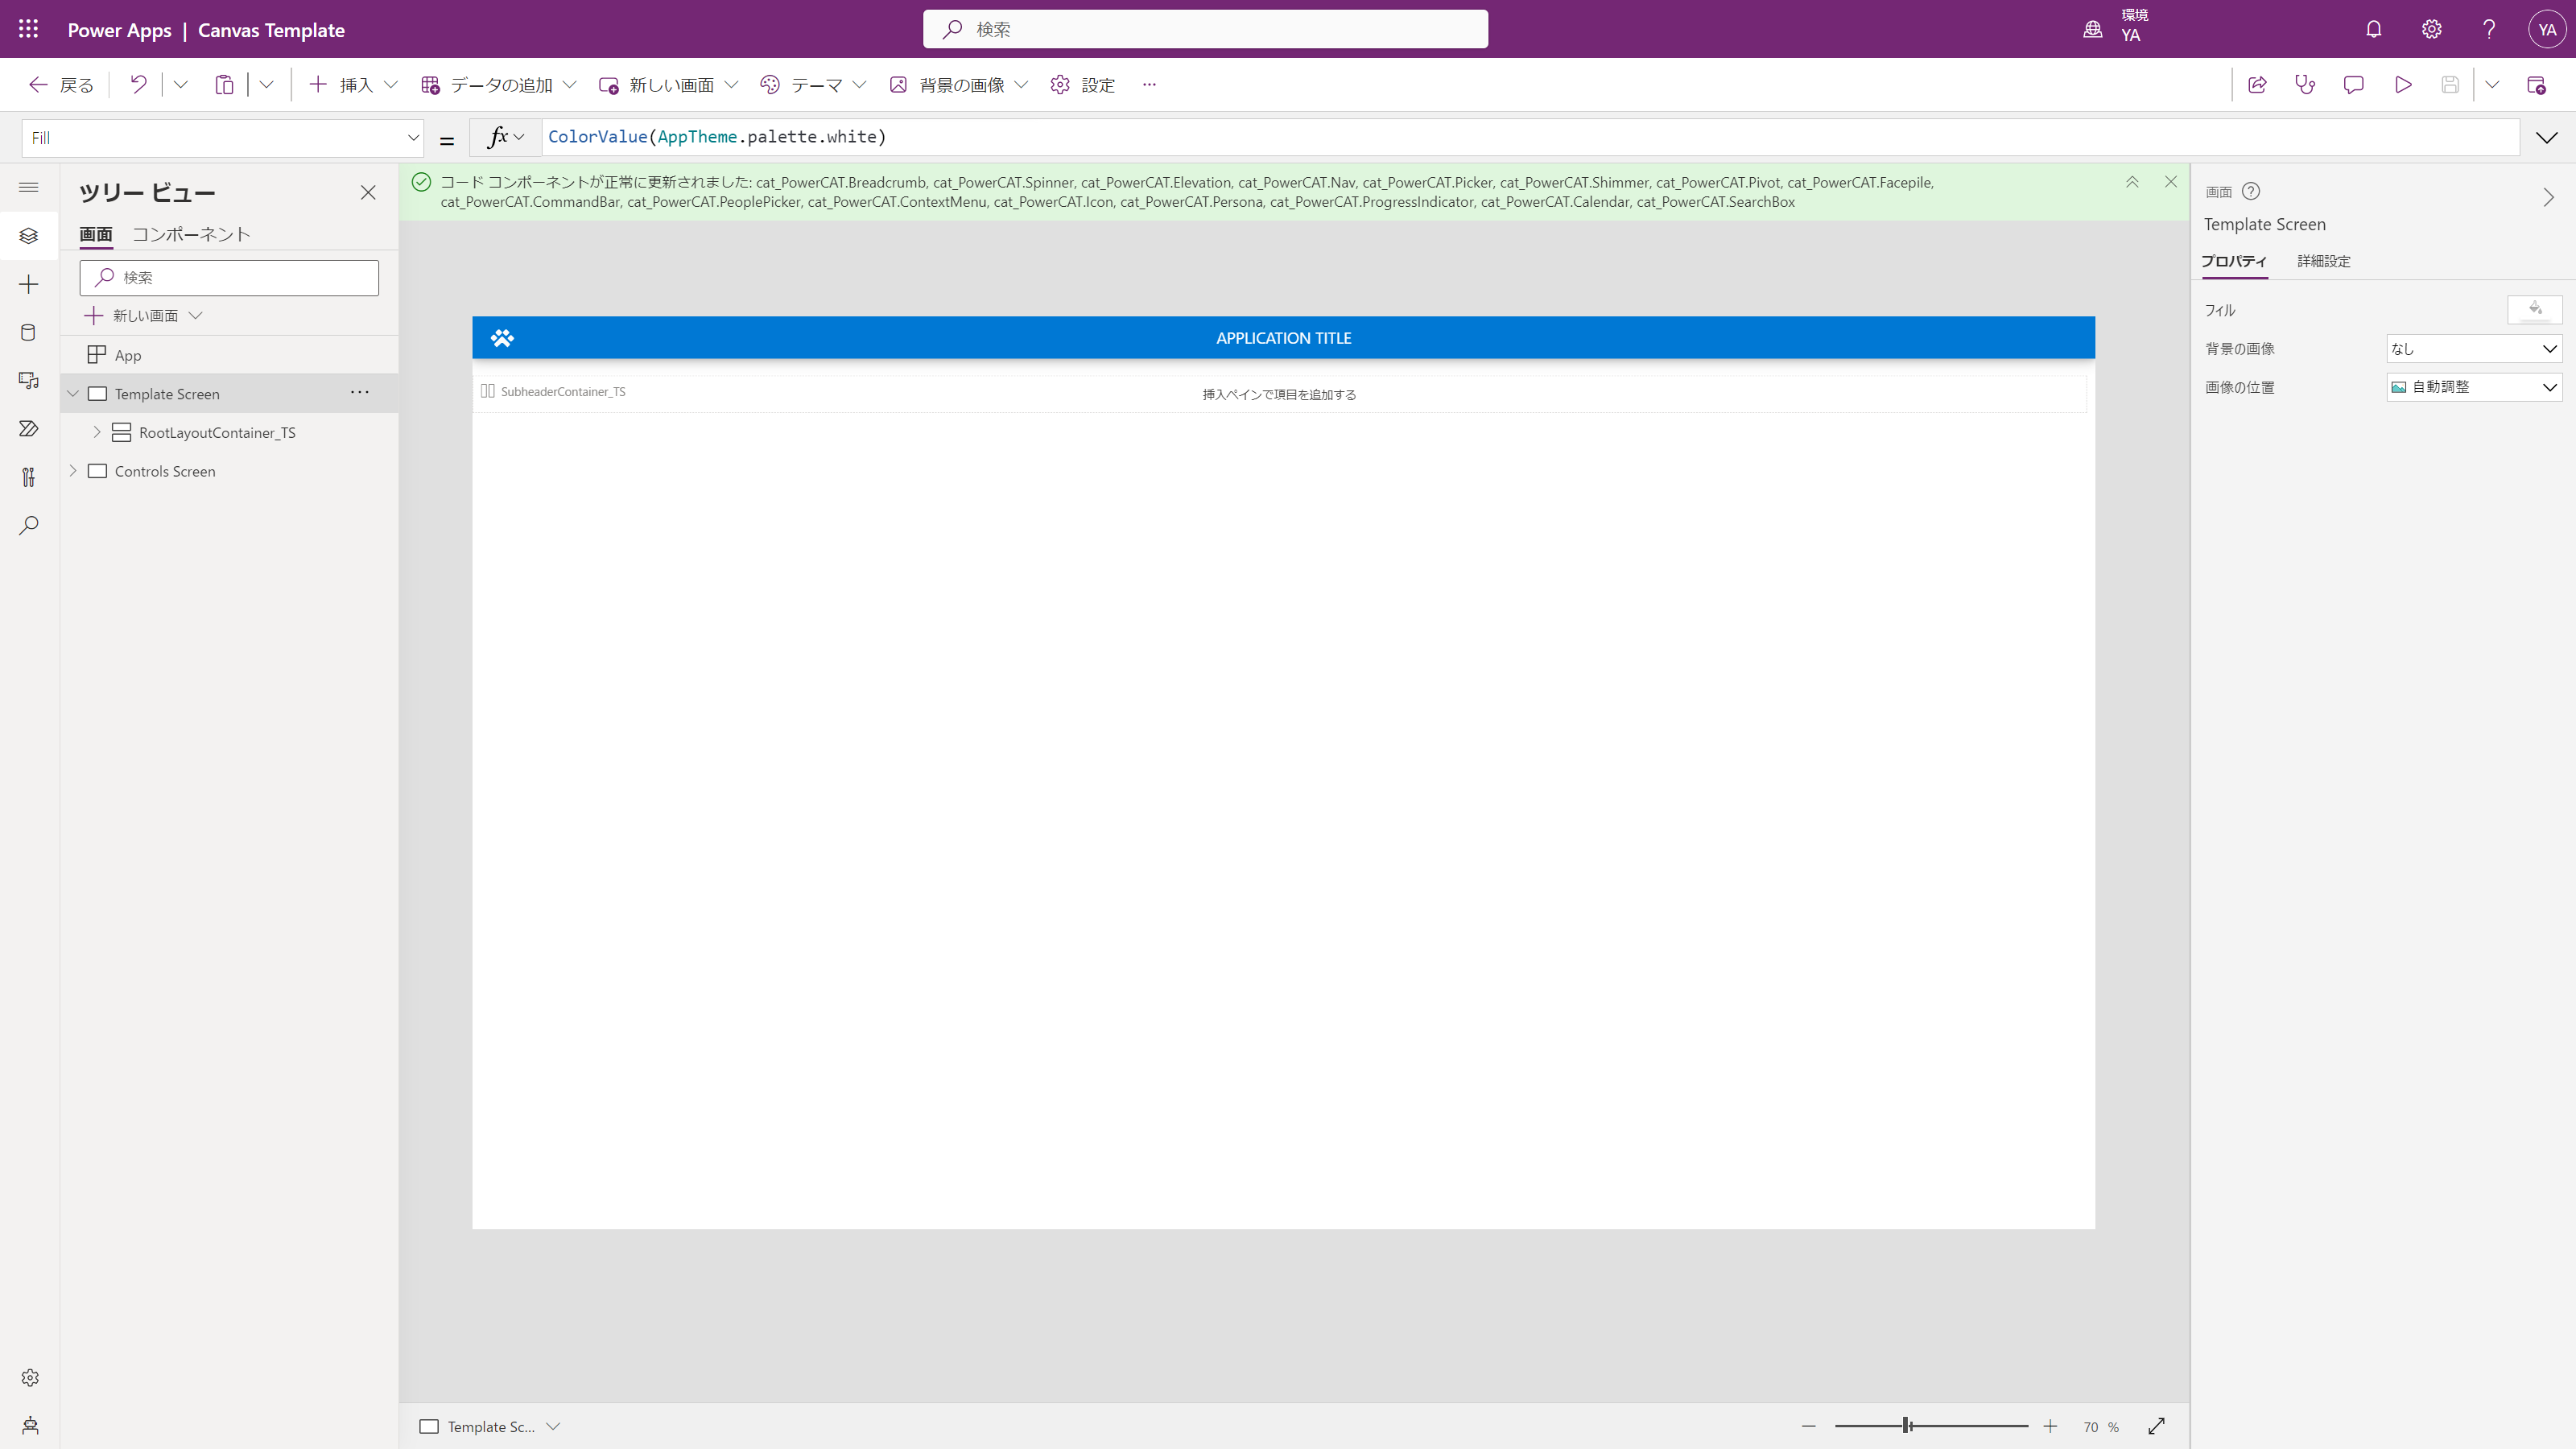 Power Apps | Canvas Template
検索
環境
YA
YA
戻る
挿入
データの追加
新しい画面
テーマ
背景の画像
設定
Fill
= fx ColorValue(AppTheme.palette.white)
ツリー ビュー
画面 コンポーネント
検索
新しい画面
App
Template Screen
RootLayoutContainer_TS
Controls Screen
コード コンポーネントが正常に更新されました: cat_PowerCAT.Breadcrumb, cat_PowerCAT.Spinner, cat_PowerCAT.Elevation, cat_PowerCAT.Nav, cat_PowerCAT.Picker, cat_PowerCAT.Shimmer, cat_PowerCAT.Pivot, cat_PowerCAT.Facepile,
cat_PowerCAT.CommandBar, cat_PowerCAT.PeoplePicker, cat_PowerCAT.ContextMenu, cat_PowerCAT.Icon, cat_PowerCAT.Persona, cat_PowerCAT.ProgressIndicator, cat_PowerCAT.Calendar, cat_PowerCAT.SearchBox
APPLICATION TITLE
SubheaderContainer_TS
挿入ペインで項目を追加する
画面
Template Screen
プロパティ 詳細設定
フィル
背景の画像 なし
画像の位置 自動調整
Template Sc...
70 %